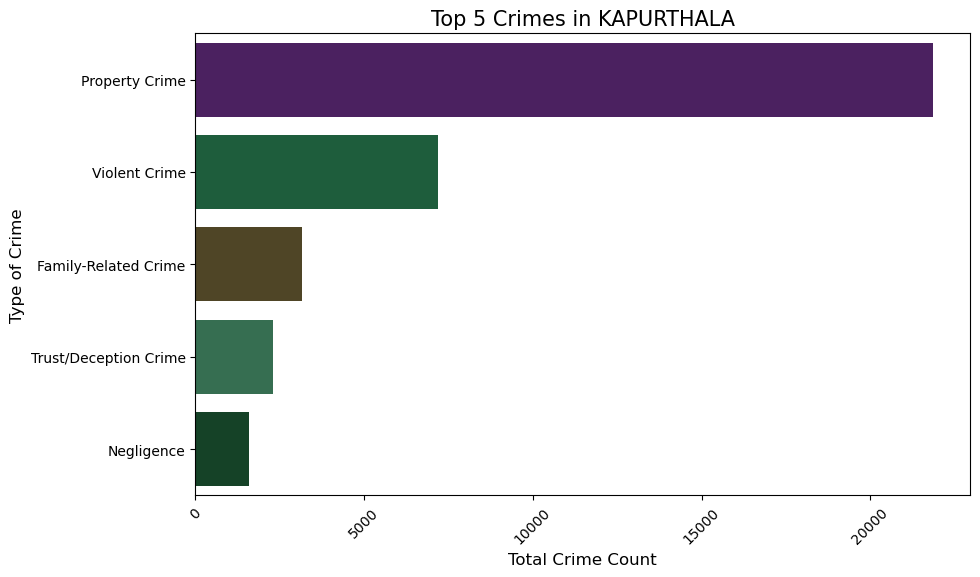 Top 5 Crimes in KAPURTHALA
Type of Crime
Property Crime
Violent Crime
Family-Related Crime
Trust/Deception Crime
Negligence
0
5000
10000
15000
20000
Total Crime Count